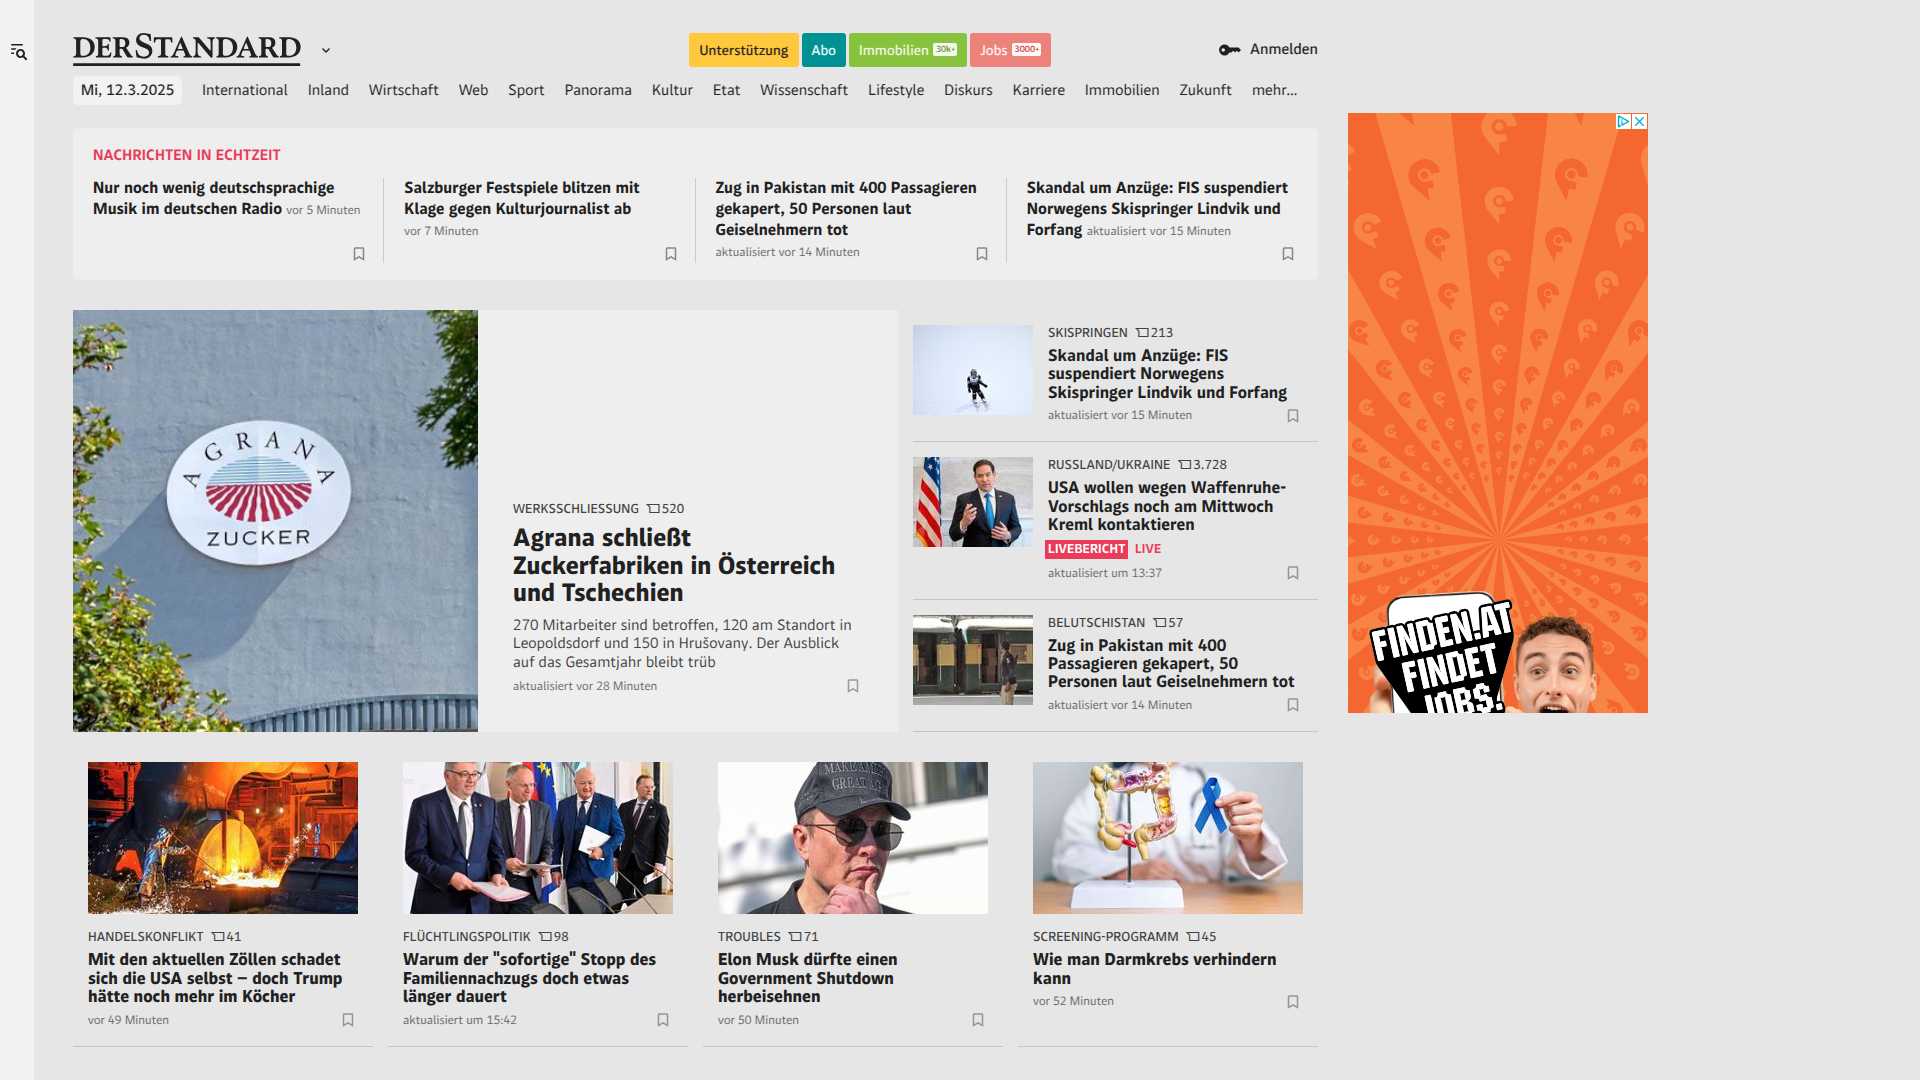 DERSTANDARD
Unterstützung
Abo
Immobilien 30k+
Jobs 3000+
Anmelden
Mi, 12.3.2025
International
Inland
Wirtschaft
Web
Sport
Panorama
Kultur
Etat
Wissenschaft
Lifestyle
Diskurs
Karriere
Immobilien
Zukunft
mehr...
NACHRICHTEN IN ECHTZEIT
Nur noch wenig deutschsprachige
Musik im deutschen Radio vor 5 Minuten
Salzburger Festspiele blitzen mit
Klage gegen Kulturjournalist ab
vor 7 Minuten
Zug in Pakistan mit 400 Passagieren
gekapert, 50 Personen laut
Geiselnehmern tot
aktualisiert vor 14 Minuten
Skandal um Anzüge: FIS suspendiert
Norwegens Skispringer Lindvik und
Forfang aktualisiert vor 15 Minuten
AGRANA
ZUCKER
WERKSSCHLIESSUNG 520
Agrana schließt
Zuckerfabriken in Österreich
und Tschechien
270 Mitarbeiter sind betroffen, 120 am Standort in
Leopoldsdorf und 150 in Hrušovany. Der Ausblick
auf das Gesamtjahr bleibt trüb
aktualisiert vor 28 Minuten
SKISPRINGEN 213
Skandal um Anzüge: FIS
suspendiert Norwegens
Skispringer Lindvik und Forfang
aktualisiert vor 15 Minuten
RUSSLAND/UKRAINE 3.728
USA wollen wegen Waffenruhe-
Vorschlags noch am Mittwoch
Kreml kontaktieren
LIVEBERICHT LIVE
aktualisiert um 13:37
BELUTSCHISTAN 57
Zug in Pakistan mit 400
Passagieren gekapert, 50
Personen laut Geiselnehmern tot
aktualisiert vor 14 Minuten
FINDEN.AT
FINDET
JOBS.
HANDELSKONFLIKT 41
Mit den aktuellen Zöllen schadet
sich die USA selbst – doch Trump
hätte noch mehr im Köcher
vor 49 Minuten
FLÜCHTLINGSPOLITIK 98
Warum der "sofortige" Stopp des
Familiennachzugs doch etwas
länger dauert
aktualisiert um 15:42
MAKE
GREAT
TROUBLES 71
Elon Musk dürfte einen
Government Shutdown
herbeisehnen
vor 50 Minuten
SCREENING-PROGRAMM 45
Wie man Darmkrebs verhindern
kann
vor 52 Minuten